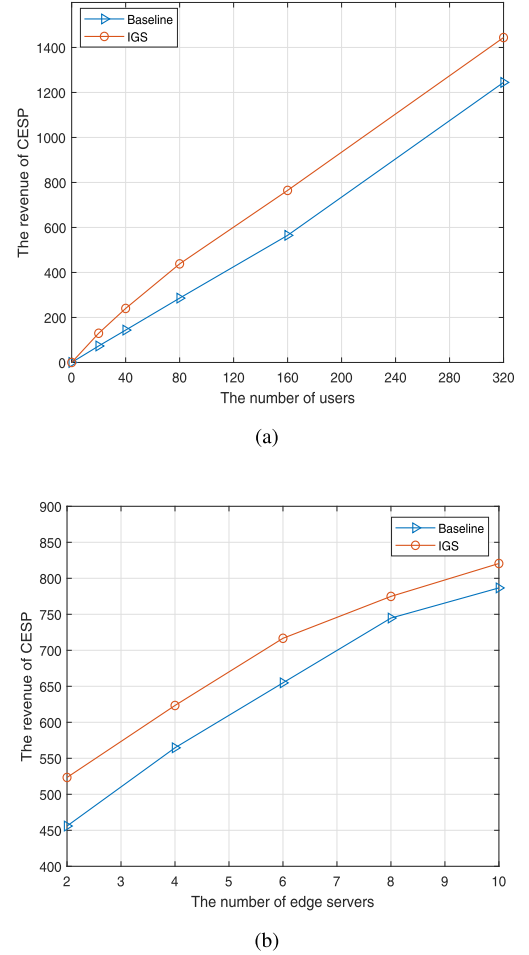 Baseline
IGS
The revenue of CESP
1400
1200
1000
800
600
400
200
0
0 40 80 120 160 200 240 280 320
The number of users
(a)
Baseline
IGS
The revenue of CESP
900
850
800
750
700
650
600
550
500
450
400
2 3 4 5 6 7 8 9 10
The number of edge servers
(b)